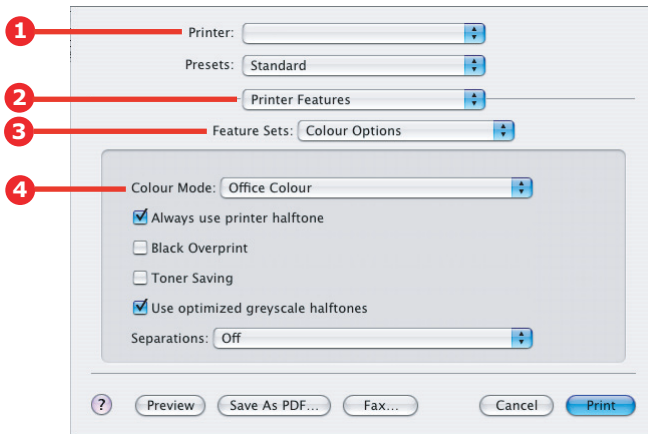 1 Printer:
Presets: Standard
2 Printer Features
3 Feature Sets: Colour Options
4 Colour Mode: Office Colour
Always use printer halftone
Black Overprint
Toner Saving
Use optimized greyscale halftones
Separations: Off
? Preview Save As PDF... Fax... Cancel Print